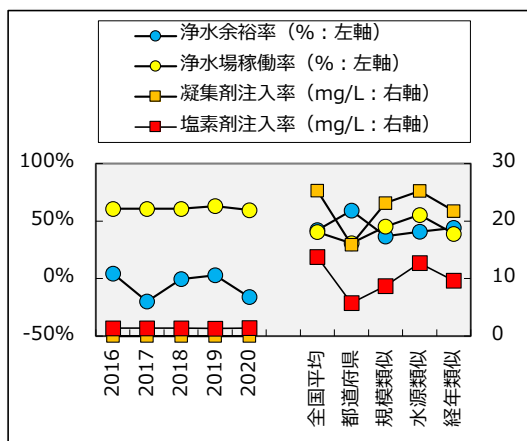 浄水余裕率（%：左軸）
浄水場稼働率（%：左軸）
凝集剤注入率（mg/L：右軸）
塩素剤注入率（mg/L：右軸）
100%
50%
0%
-50%
30
20
10
0
2016
2017
2018
2019
2020
全国平均
都道府県
規模類似
水源類似
経年類似